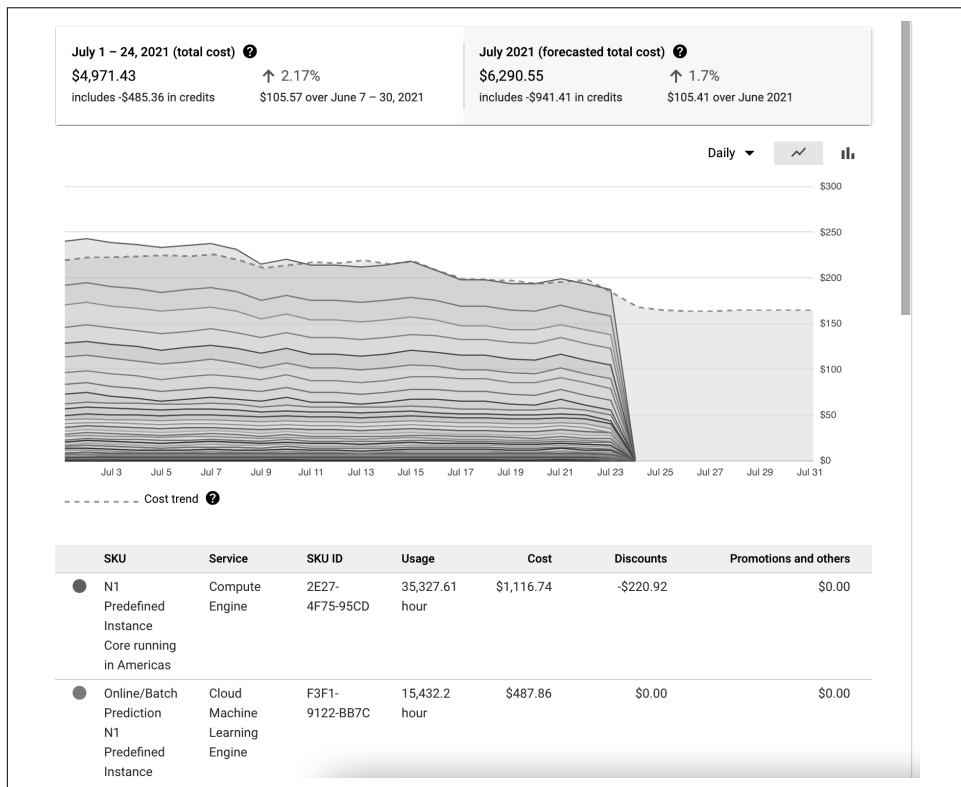 July 1 – 24, 2021 (total cost) ?
$4,971.43 ↑ 2.17%
includes -$485.36 in credits $105.57 over June 7 – 30, 2021
July 2021 (forecasted total cost) ?
$6,290.55 ↑ 1.7%
includes -$941.41 in credits $105.41 over June 2021
Daily
$300
$250
$200
$150
$100
$50
$0
Jul 3 Jul 5 Jul 7 Jul 9 Jul 11 Jul 13 Jul 15 Jul 17 Jul 19 Jul 21 Jul 23 Jul 25 Jul 27 Jul 29 Jul 31
Cost trend ?
SKU Service SKU ID Usage Cost Discounts Promotions and others
N1 Compute 2E27- 35,327.61 $1,116.74 -$220.92 $0.00
Predefined Engine 4F75-95CD hour
Instance
Core running
in Americas
Online/Batch Cloud F3F1- 15,432.2 $487.86 $0.00 $0.00
Prediction Machine 9122-BB7C hour
N1 Learning
Predefined Engine
Instance